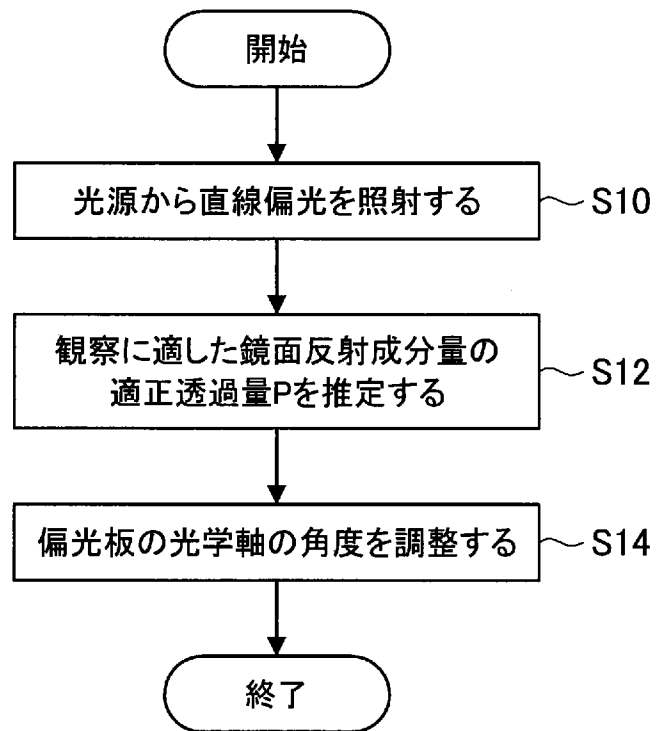 開始
光源から直線偏光を照射する
S10
観察に適した鏡面反射成分量の
適正透過量Pを推定する
S12
偏光板の光学軸の角度を調整する
S14
終了